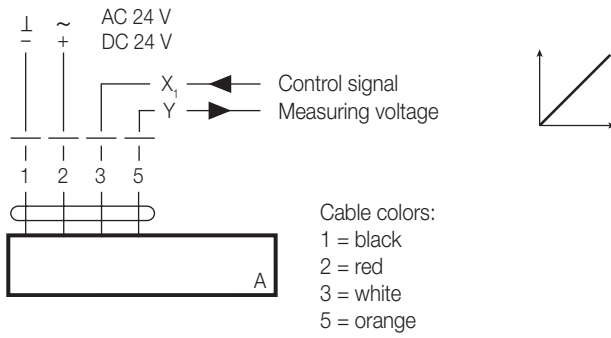 ⊥ ~ AC 24 V
– + DC 24 V
X₁ Control signal
Y Measuring voltage
1 2 3 5
A
Cable colors:
1 = black
2 = red
3 = white
5 = orange